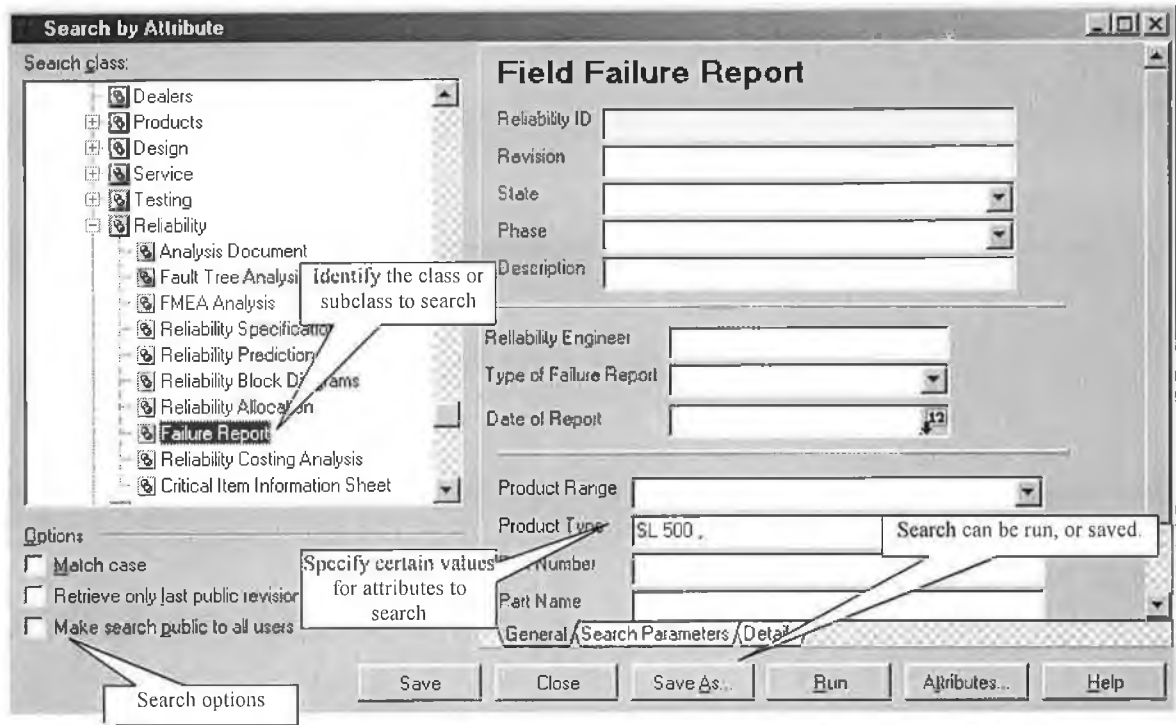 Search by Attribute
Search class:
Dealers
Products
Design
Service
Testing
Reliability
Analysis Document
Fault Tree Analysi
FMEA Analysis
Reliability Specificatio
Reliability Prediction
Reliability Block D grams
Reliability Allocation
Failure Report
Reliability Costing Analysis
Critical Item Information Sheet
Identify the class or
subclass to search
Options
Match case
Retrieve only last public revision
Make search public to all users
Search options
Field Failure Report
Reliability ID
Revision
State
Phase
Description
Reliability Engineer
Type of Failure Report
Date of Report
12
Product Range
Product Type
SL 500
Number
Part Name
Specify certain values
for attributes to
search
Search can be run, or saved.
General
Search Parameters
Detail
Save
Close
Save As...
Run
Attributes...
Help